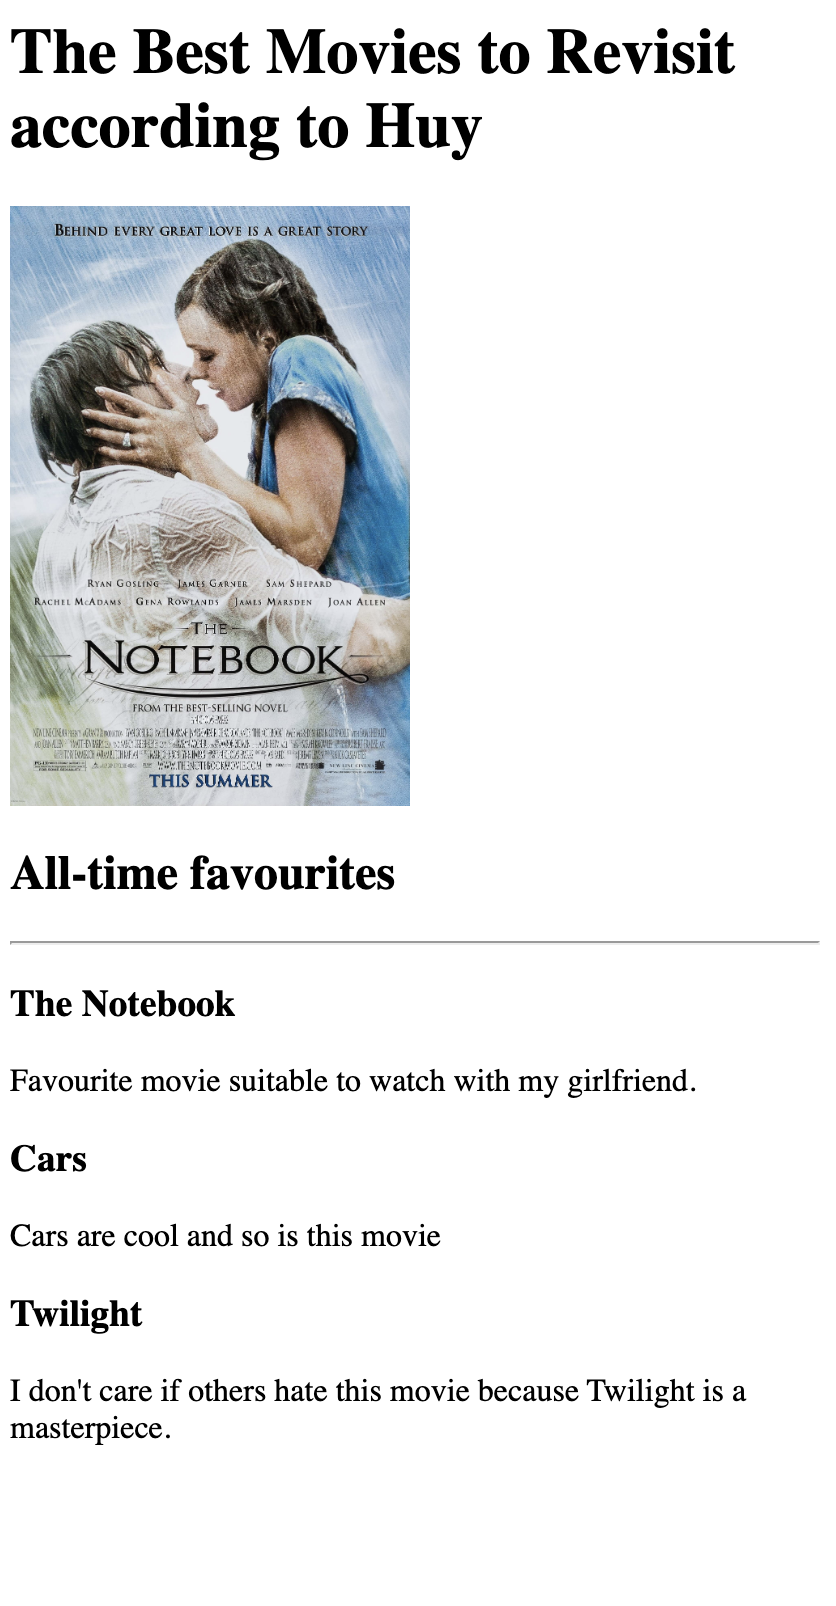 The Best Movies to Revisit
according to Huy
BEHIND EVERY GREAT LOVE IS A GREAT STORY
RYAN GOSLING JAMES GARNER SAM SHEPARD
RACHEL MCADAMS GENA ROWLANDS JAMES MARSDEN JOAN ALLEN
THE
NOTEBOOK
FROM THE BEST-SELLING NOVEL
WWW.THENOTEBOOKMOVIE.COM
THIS SUMMER
All-time favourites
The Notebook
Favourite movie suitable to watch with my girlfriend.
Cars
Cars are cool and so is this movie
Twilight
I don't care if others hate this movie because Twilight is a
masterpiece.